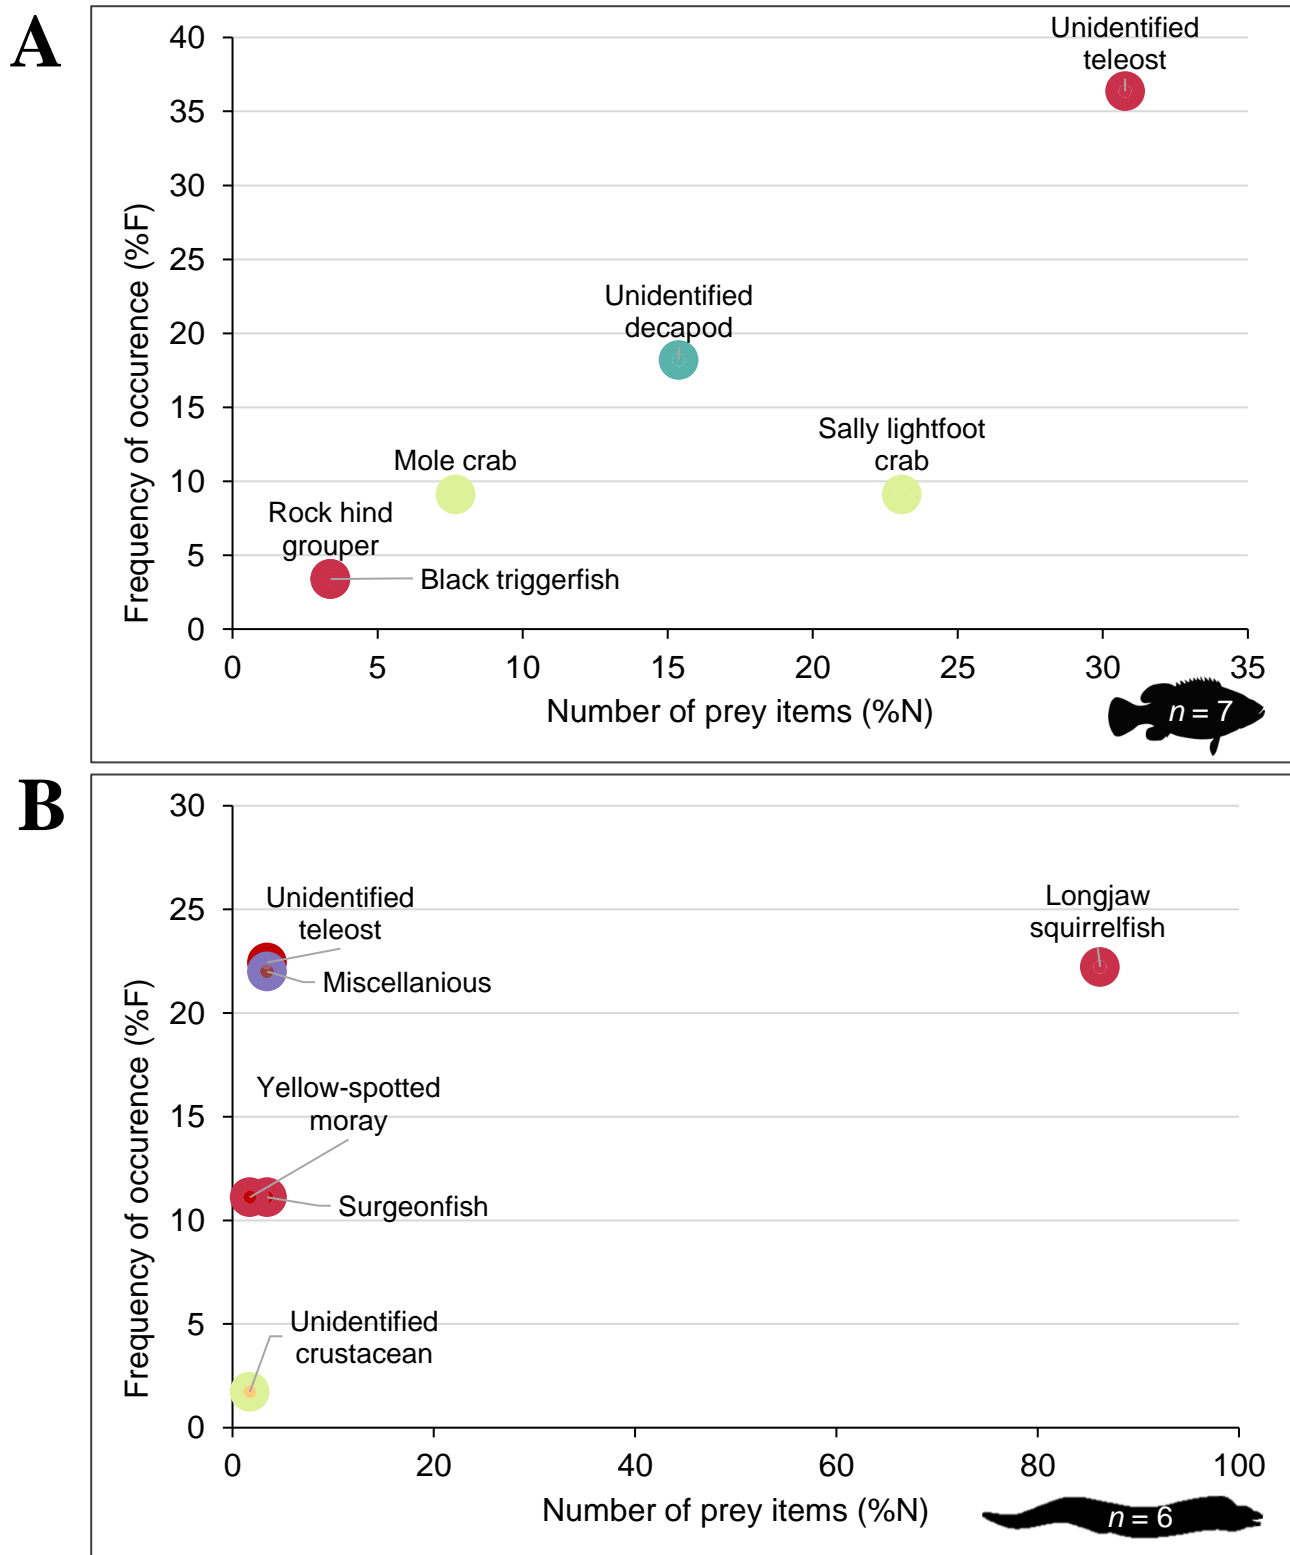 A
40
35
30
25
20
15
10
5
0
Frequency of occurence (%F)
Unidentified
teleost
Unidentified
decapod
Sally lightfoot
crab
Mole crab
Rock hind
grouper
Black triggerfish
0 5 10 15 20 25 30 35
Number of prey items (%N)
n = 7
B
30
25
20
15
10
5
0
Frequency of occurence (%F)
Unidentified
teleost
Miscellanious
Longjaw
squirrelfish
Yellow-spotted
moray
Surgeonfish
Unidentified
crustacean
0 20 40 60 80 100
Number of prey items (%N)
n = 6